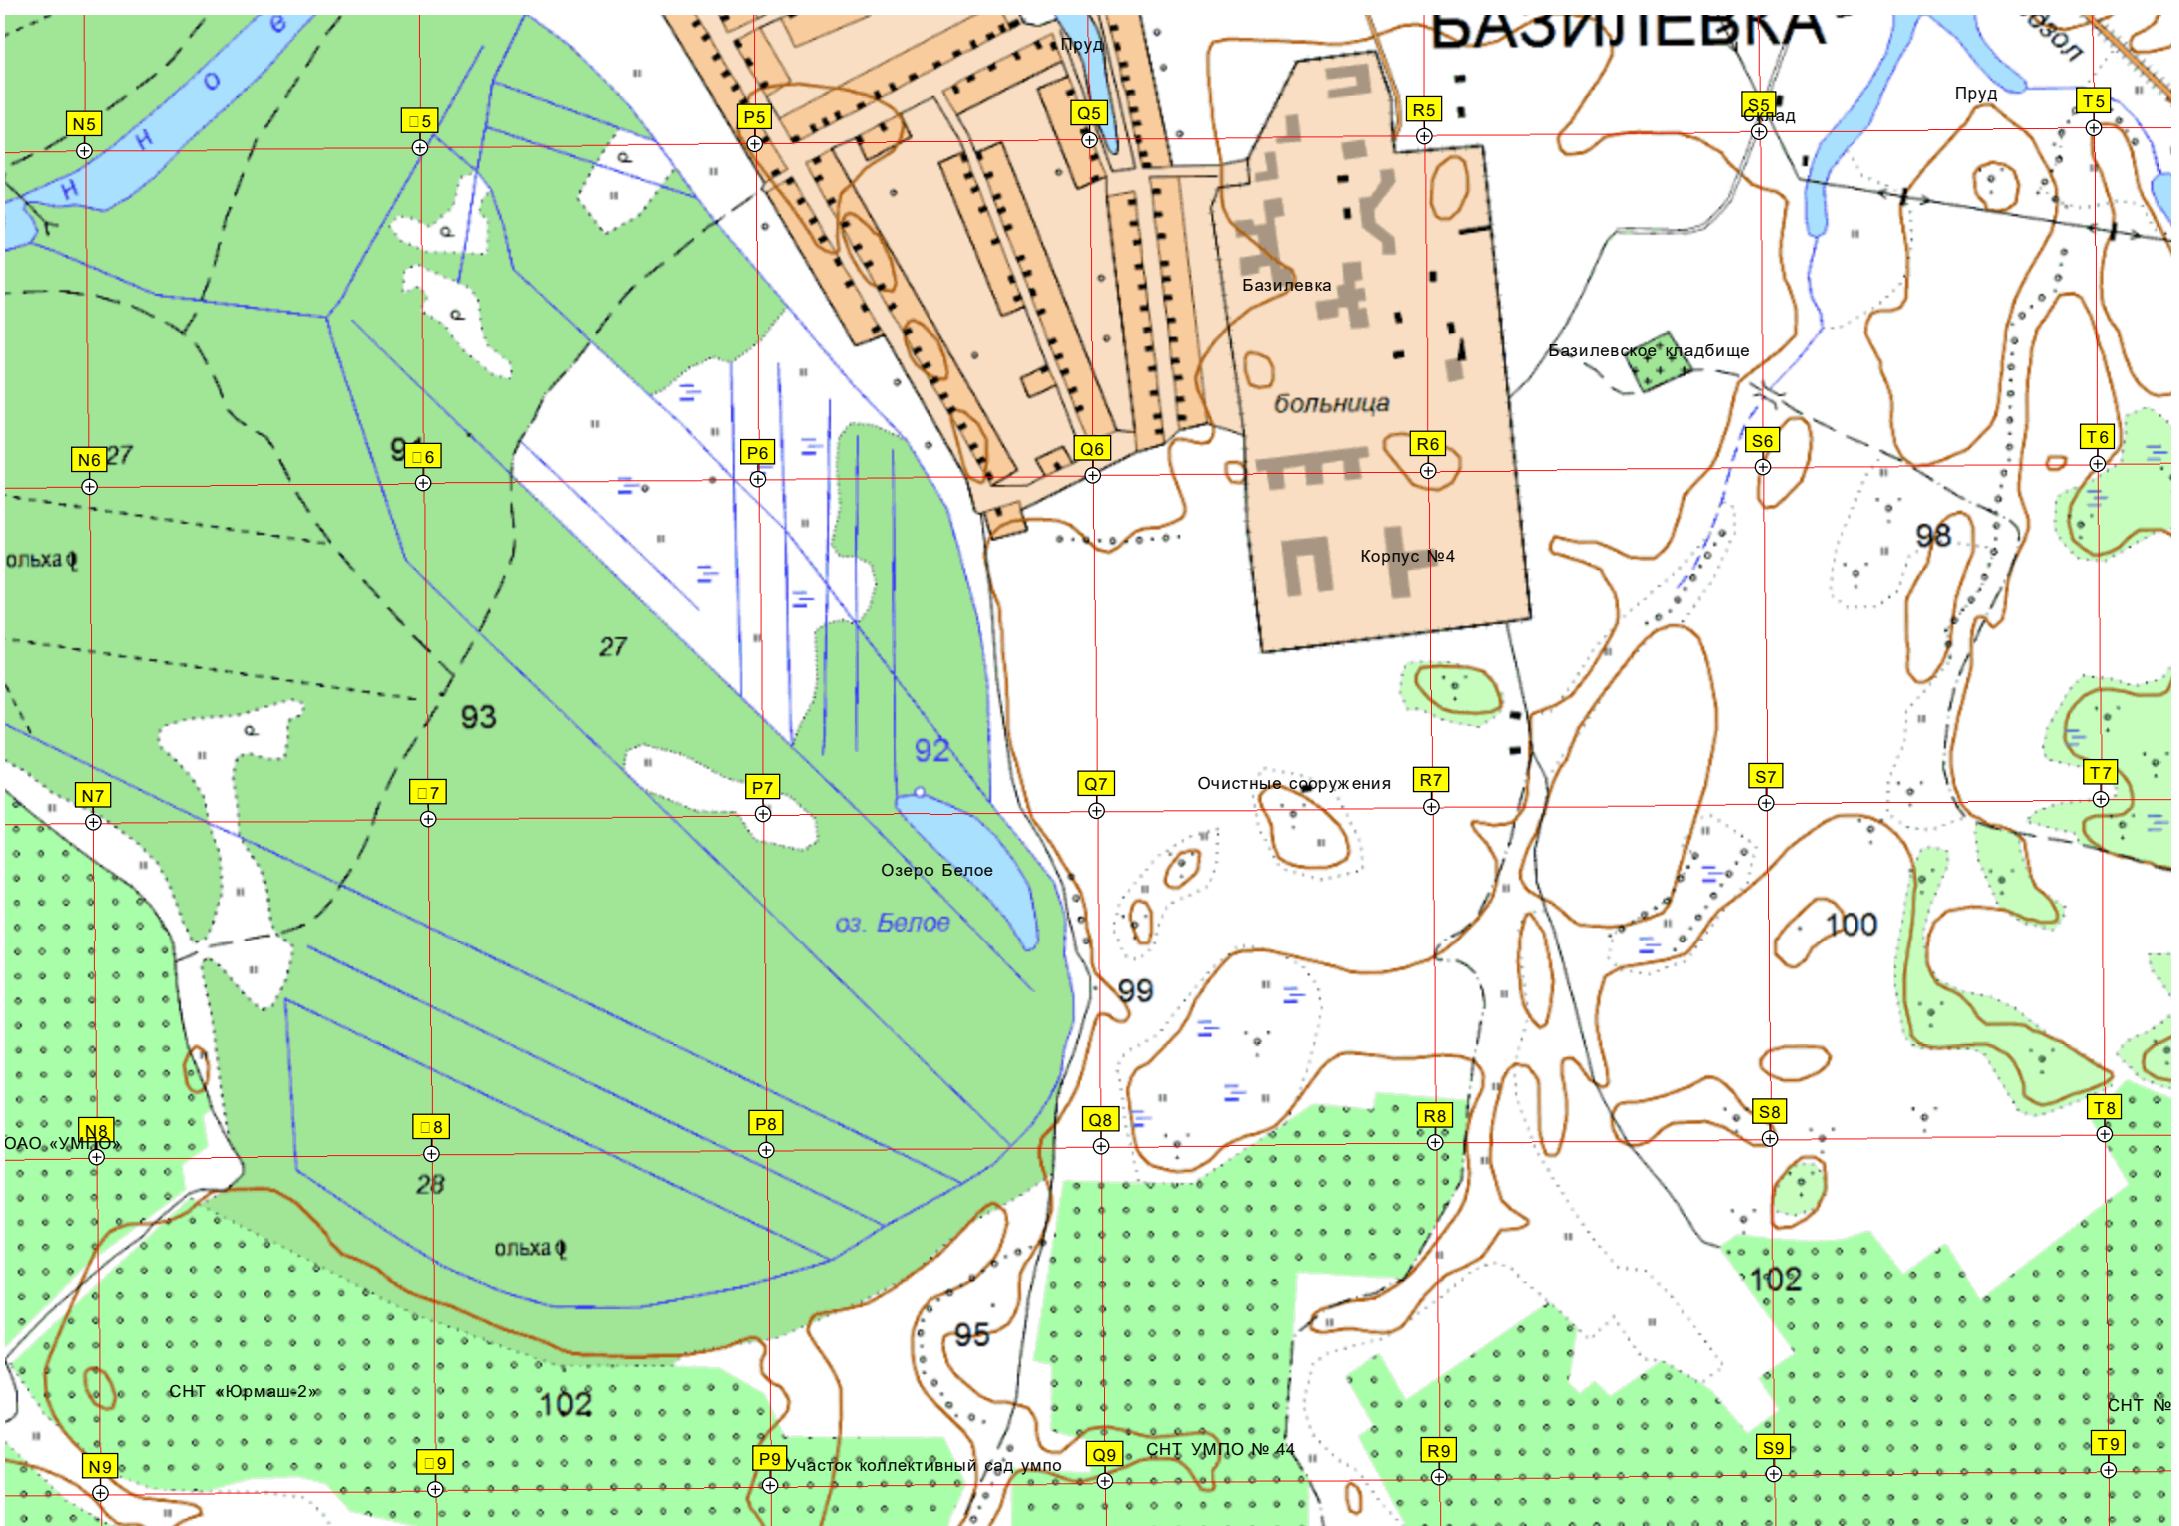 БАЗИЛЕВКА
е
о
н
н
Пруд
Пруд
Склад
N5
□5
P5
Q5
R5
S5
T5
Базилевка
Базилевское кладбище
больница
27
N6
□6
P6
Q6
R6
S6
T6
98
ольха
Корпус №4
27
93
92
N7
□7
P7
Q7
Очистные сооружения
R7
S7
T7
Озеро Белое
оз. Белое
100
99
N8
□8
P8
Q8
R8
S8
T8
ОАО «УМПО»
28
ольха
102
95
СНТ «Юрмаш-2»
102
СНТ №
N9
□9
P9
Участок коллективный сад умпо
Q9
СНТ УМПО № 44
R9
S9
T9